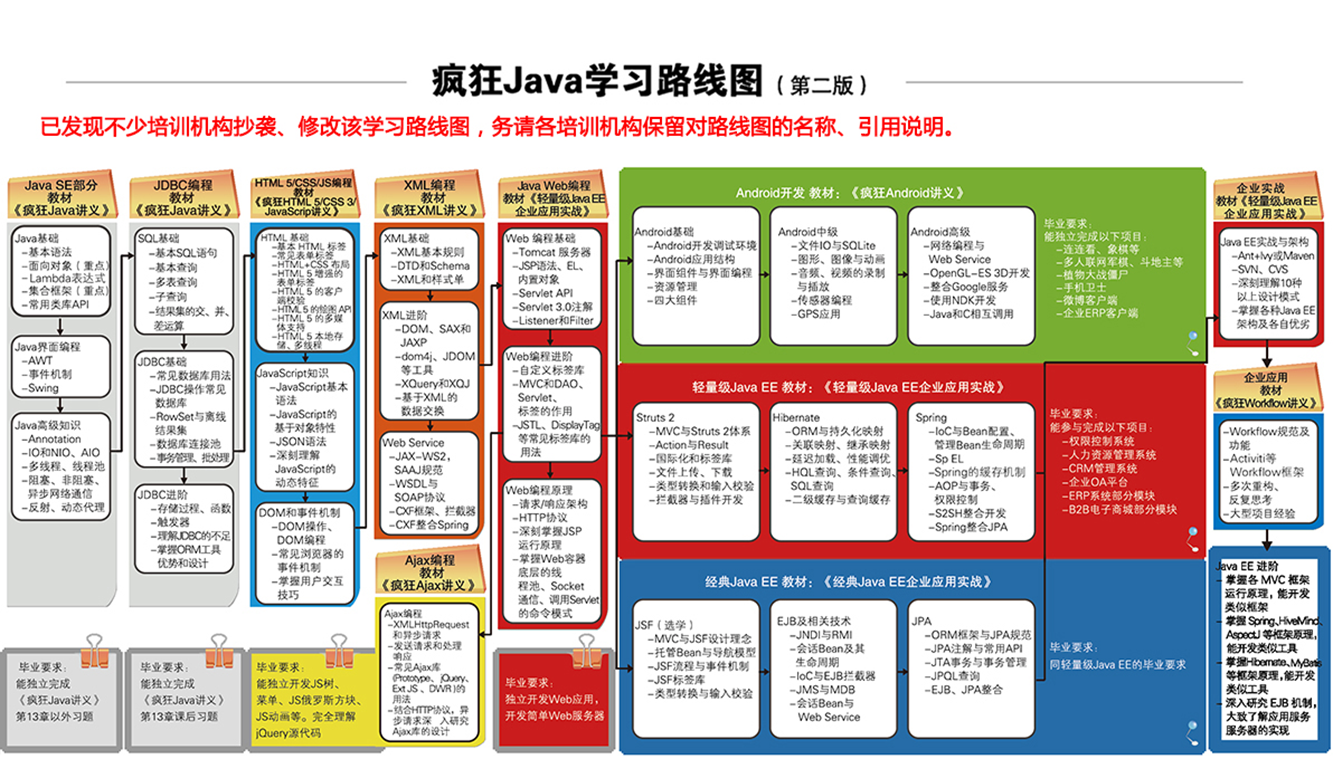 疯狂Java学习路线图（第二版）
已发现不少培训机构抄袭、修改该学习路线图，务请各培训机构保留对路线图的名称、引用说明。
Java SE部分
教材
《疯狂Java讲义》
Java基础
–基本语法
–面向对象（重点）
–Lambda表达式
–集合框架（重点）
–常用类库API
Java界面编程
–AWT
–事件机制
–Swing
Java高级知识
–Annotation
–IO和NIO、AIO
–多线程、线程池
–阻塞、非阻塞、
异步网络通信
–反射、动态代理
毕业要求：
能独立完成
《疯狂Java讲义》
第13章以外习题
JDBC编程
教材
《疯狂Java讲义》
SQL基础
–基本SQL语句
–基本查询
–多表查询
–子查询
–结果集的交、并、
差运算
JDBC基础
–常见数据库用法
–JDBC操作常见
数据库
–RowSet与离线
结果集
–数据库连接池
–事务管理、批处理
JDBC进阶
–存储过程、函数
–触发器
–理解JDBC的不足
–掌握ORM工具
优势和设计
毕业要求：
能独立完成
《疯狂Java讲义》
第13章课后习题
HTML 5/CSS/JS编程
教材
《疯狂HTML 5/CSS 3/
JavaScrip讲义》
HTML 基础
–基本 HTML 标签
–常见表单标签
–HTML+CSS 布局
–HTML 5 增强的
表单标签
–HTML 5 的客户
端校验
–HTML 5 的绘图 API
–HTML 5 的多媒
体支持
–HTML 5 本地存
储、多线程
JavaScript知识
–JavaScript基本
语法
–JavaScript的
基于对象特性
–JSON语法
–深刻理解
JavaScript的
动态特征
DOM和事件机制
–DOM操作、
DOM编程
–常见浏览器的
事件机制
–掌握用户交互
技巧
毕业要求：
能独立开发JS树、
菜单、JS俄罗斯方块、
JS动画等。完全理解
jQuery源代码
XML编程
教材
《疯狂XML讲义》
XML基础
–XML基本规则
–DTD和Schema
–XML和样式单
XML进阶
–DOM、SAX和
JAXP
–dom4j、JDOM
等工具
–XQuery和XQJ
–基于XML的
数据交换
Web Service
–JAX–WS2，
SAAJ规范
–WSDL与
SOAP协议
–CXF框架、拦截器
–CXF整合Spring
Ajax编程
教材
《疯狂Ajax讲义》
Ajax编程
–XMLHttpRequest
和异步请求
–发送请求和处理
响应
–常见Ajax库
(Prototype、jQuery、
Ext JS 、DWR )的
用法
–结合HTTP协议，异
步请求深 入研究
Ajax库的设计
Java Web编程
教材《轻量级Java EE
企业应用实战》
Web 编程基础
–Tomcat 服务器
–JSP语法、EL、
内置对象
–Servlet API
–Servlet 3.0注解
–Listener和Filter
Web编程进阶
–自定义标签库
–MVC和DAO、
Servlet、
标签的作用
–JSTL、DisplayTag
等常见标签库的
用法
Web编程原理
–请求/响应架构
–HTTP协议
–深刻掌握JSP
运行原理
–掌握Web容器
底层的线
程池、Socket
通信、调用Servlet
的命令模式
毕业要求：
独立开发Web应用，
开发简单Web服务器
Android开发 教材：《疯狂Android讲义》
Android基础
–Android开发调试环境
–Android应用结构
–界面组件与界面编程
–资源管理
–四大组件
Android中级
–文件IO与SQLite
–图形、图像与动画
–音频、视频的录制
与播放
–传感器编程
–GPS应用
Android高级
–网络编程与
Web Service
–OpenGL–ES 3D开发
–整合Google服务
–使用NDK开发
–Java和C相互调用
毕业要求：
能独立完成以下项目：
–连连看、象棋等
–多人联网军棋、斗地主等
–植物大战僵尸
–手机卫士
–微博客户端
–企业ERP客户端
轻量级Java EE 教材：《轻量级Java EE企业应用实战》
Struts 2
–MVC与Struts 2体系
–Action与Result
–国际化和标签库
–文件上传、下载
–类型转换和输入校验
–拦截器与插件开发
Hibernate
–ORM与持久化映射
–关联映射、继承映射
–延迟加载、性能调优
–HQL查询、条件查询、
SQL查询
–二级缓存与查询缓存
Spring
–IoC与Bean配置、
管理Bean生命周期
–Sp EL
–Spring的缓存机制
–AOP与事务、
权限控制
–S2SH整合开发
–Spring整合JPA
毕业要求：
能参与完成以下项目：
–权限控制系统
–人力资源管理系统
–CRM管理系统
–企业OA平台
–ERP系统部分模块
–B2B电子商城部分模块
经典Java EE 教材：《经典Java EE企业应用实战》
JSF（选学）
–MVC与JSF设计理念
–托管Bean与导航模型
–JSF流程与事件机制
–JSF标签库
–类型转换与输入校验
EJB及相关技术
–JNDI与RMI
–会话Bean及其
生命周期
–IoC与EJB拦截器
–JMS与MDB
–会话Bean与
Web Service
JPA
–ORM框架与JPA规范
–JPA注解与常用API
–JTA事务与事务管理
–JPQL查询
–EJB、JPA整合
毕业要求：
同轻量级Java EE的毕业要求
企业实战
教材《轻量级Java EE
企业应用实战》
Java EE实战与架构
–Ant+Ivy或Maven
–SVN、CVS
–深刻理解10种
以上设计模式
–掌握各种Java EE
架构及各自优劣
企业应用
教材
《疯狂Workflow讲义》
–Workflow规范及
功能
–Activiti等
Workflow框架
–多次重构、
反复思考
–大型项目经验
Java EE 进阶
– 掌握各 MVC 框架
运行原理，能开发
类似框架
– 掌握 Spring、HiveMind、
AspectJ 等框架原理，
能开发类似工具
– 掌握Hibernate、MyBatis
等框架原理，能开发
类似工具
– 深入研究 EJB 机制，
大致了解应用服务
服务器的实现